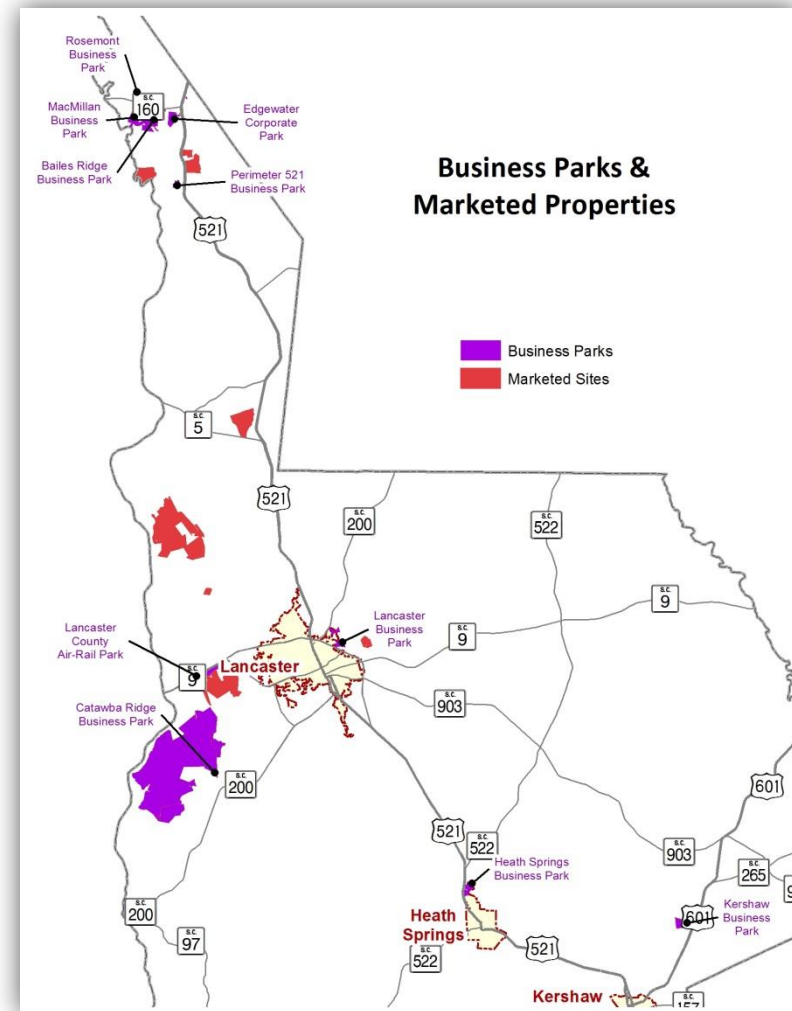 Rosemont
Business
Park
S.C.
160
MacMillan
Business
Park
Edgewater
Corporate
Park
Bailes Ridge
Business Park
Perimeter 521
Business Park
Business Parks &
Marketed Properties
521
Business Parks
Marketed Sites
S.C.
5
521
S.C.
200
S.C.
522
S.C.
9
Lancaster
Business
Park
S.C.
9
Lancaster
County
Air-Rail Park
S.C.
9
Lancaster
Catawba Ridge
Business Park
S.C.
903
S.C.
200
601
521
S.C.
522
S.C.
903
S.C.
265
Heath Springs
Business Park
S.C.
200
S.C.
97
Heath
Springs
S.C.
522
521
601
Kershaw
Business
Park
Kershaw
S.C.
157